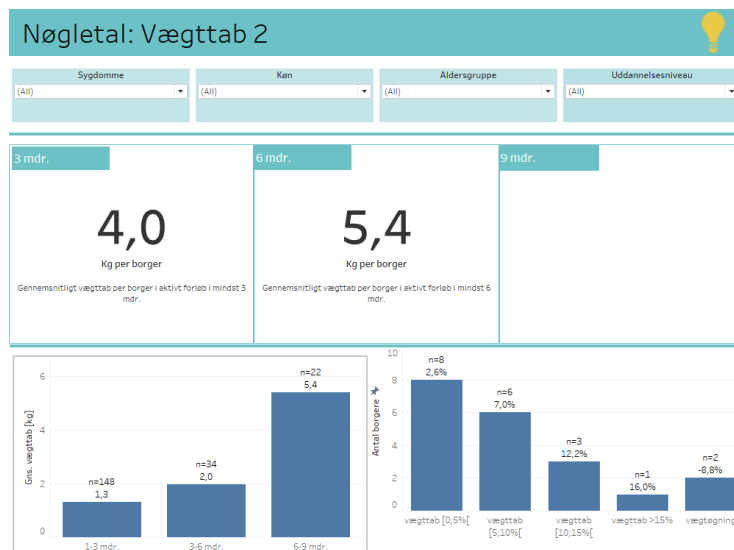 Nøgletal: Vægttab 2
Sygdomme
Køn
Aldersgruppe
Uddannelsesniveau
(All)
(All)
(All)
(All)
3 mdr.
6 mdr.
9 mdr.
4,0
Kg per borger
Gennemsnitligt vægttab per borger i aktivt forløb i mindst 3
mdr.
5,4
Kg per borger
Gennemsnitligt vægttab per borger i aktivt forløb i mindst 6
mdr.
Gns. vægttab [kg]
6
4
2
0
n=148
1,3
n=34
2,0
n=22
5,4
1-3 mdr.
3-6 mdr.
6-9 mdr.
Antal borgere
10
8
6
4
2
0
n=8
2,6%
n=6
7,0%
n=3
12,2%
n=1
16,0%
n=2
-8,8%
vægttab [0;5%[
vægttab
[5;10%[
vægttab
[10;15%[
vægttab >15%
vægtøgning